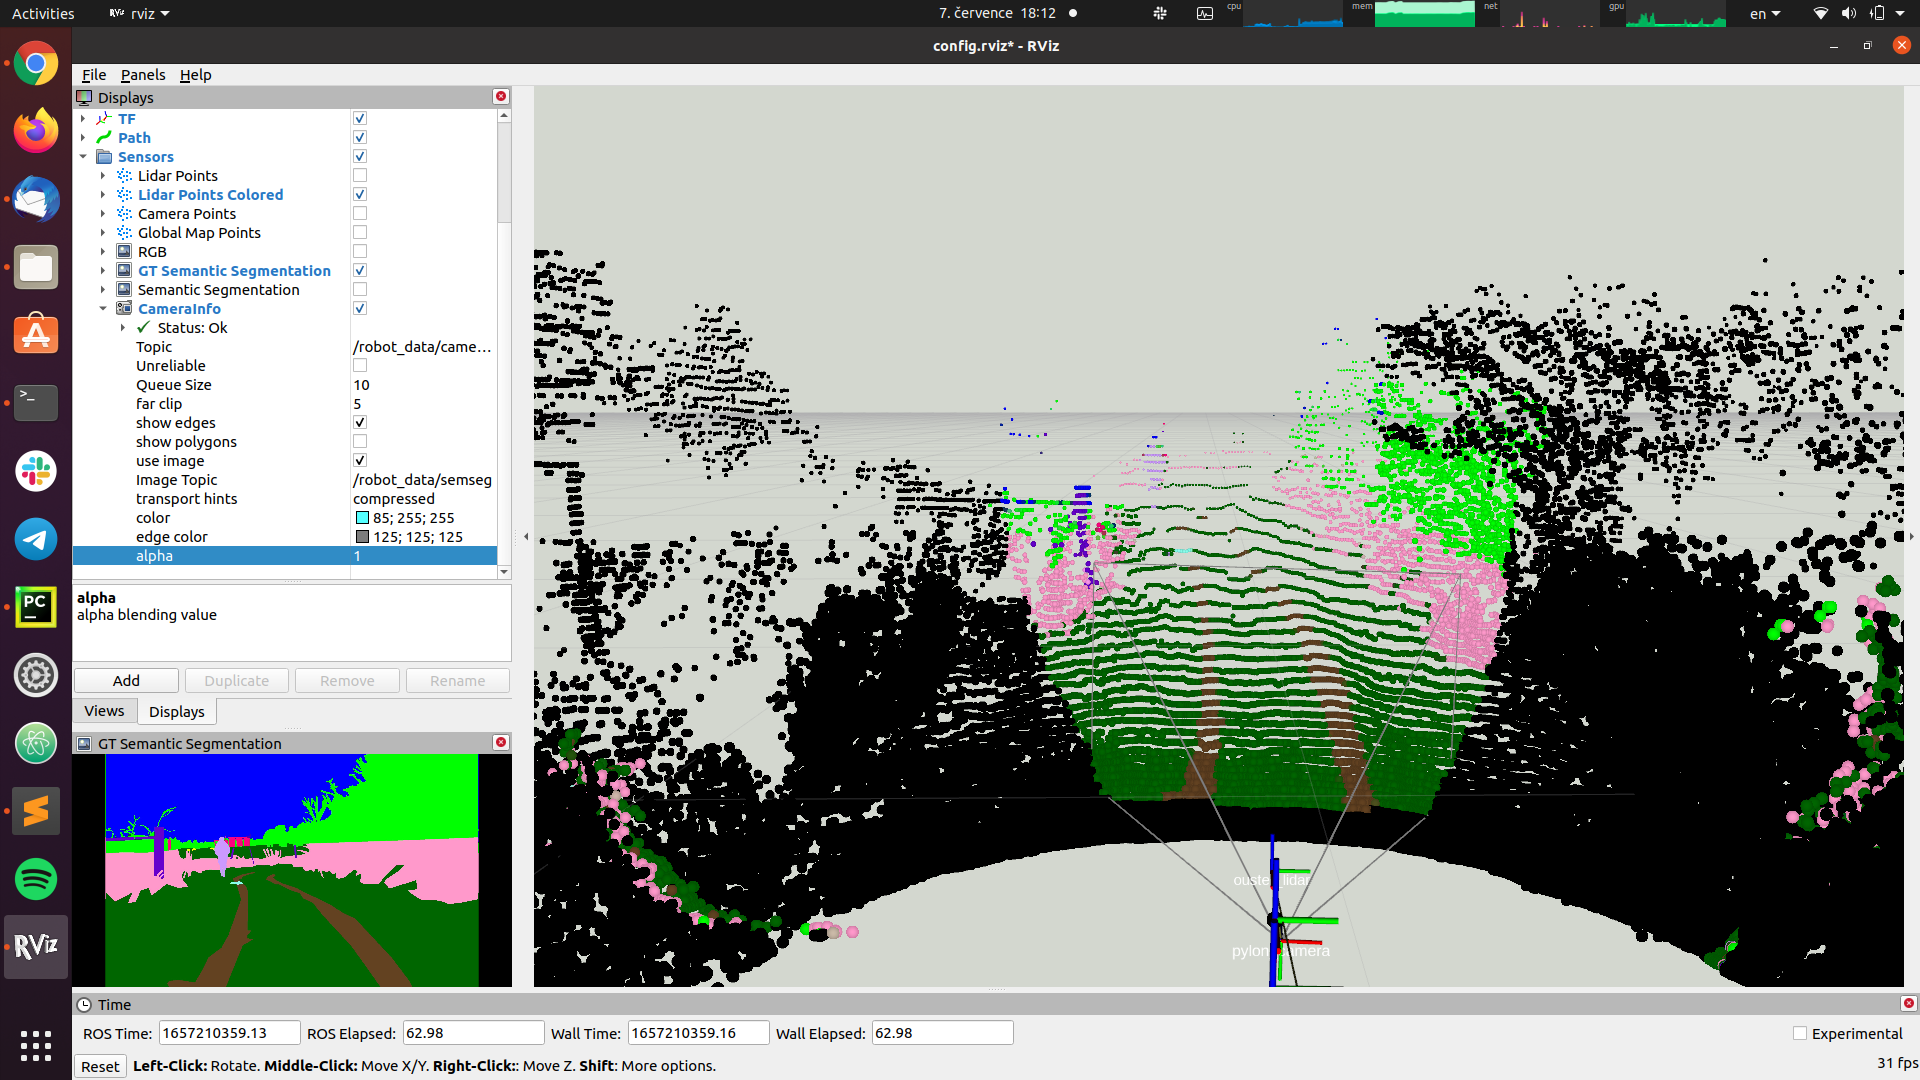 Activities
RViz rviz
7. července 18:12
cpu
mem
net
gpu
en
config.rviz* - RViz
File Panels Help
Displays
TF
Path
Sensors
Lidar Points
Lidar Points Colored
Camera Points
Global Map Points
RGB
GT Semantic Segmentation
Semantic Segmentation
CameraInfo
Status: Ok
Topic /robot_data/came...
Unreliable
Queue Size 10
far clip 5
show edges
show polygons
use image
Image Topic /robot_data/semseg
transport hints compressed
color 85; 255; 255
edge color 125; 125; 125
alpha 1
alpha
alpha blending value
Add Duplicate Remove Rename
Views Displays
GT Semantic Segmentation
PC
RViz
lidar
pylon camera
Time
ROS Time: 1657210359.13 ROS Elapsed: 62.98 Wall Time: 1657210359.16 Wall Elapsed: 62.98
Experimental
Reset Left-Click: Rotate. Middle-Click: Move X/Y. Right-Click:: Move Z. Shift: More options.
31 fps